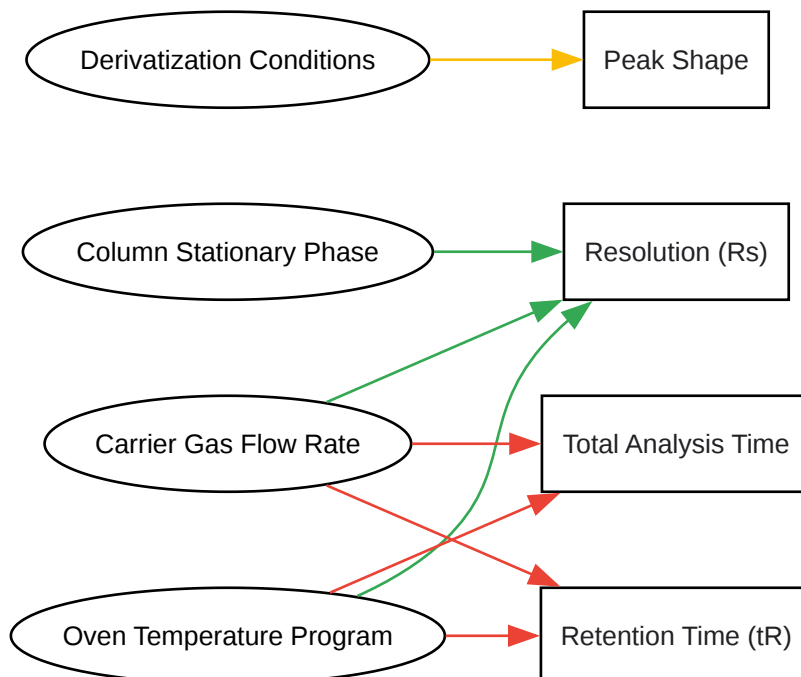 Derivatization Conditions
Peak Shape
Column Stationary Phase
Resolution (Rs)
Carrier Gas Flow Rate
Total Analysis Time
Oven Temperature Program
Retention Time (tR)